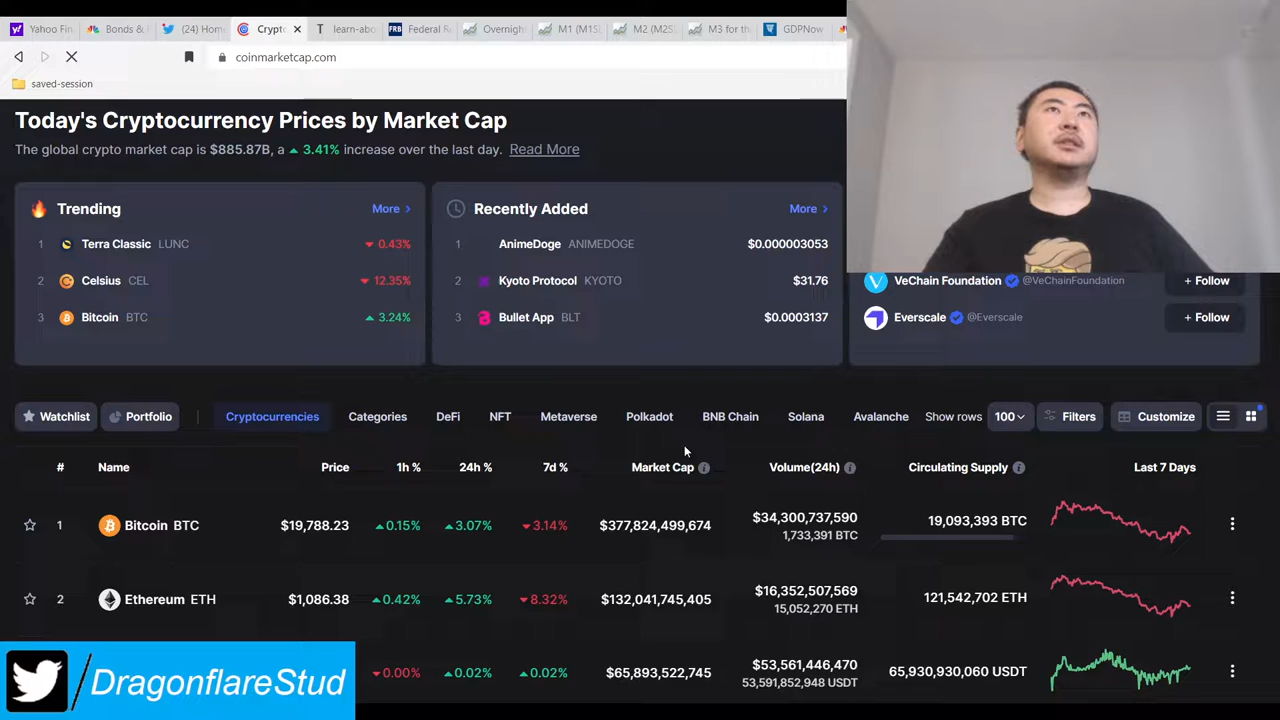 Yahoo Fin
Bonds &
(24) Hom
Crypto
learn-abo
Federal R
Overnigh
M1 (M1S
M2 (M2S
M3 for th
GDPNow
coinmarketcap.com
saved-session
Today's Cryptocurrency Prices by Market Cap
The global crypto market cap is $885.87B, a 3.41% increase over the last day. Read More
Trending More >
1 Terra Classic LUNC 0.43%
2 Celsius CEL 12.35%
3 Bitcoin BTC 3.24%
Recently Added More >
1 AnimeDoge ANIMEDOGE $0.000003053
2 Kyoto Protocol KYOTO $31.76
3 Bullet App BLT $0.0003137
VeChain Foundation @VeChainFoundation + Follow
Everscale @Everscale + Follow
Watchlist Portfolio Cryptocurrencies Categories DeFi NFT Metaverse Polkadot BNB Chain Solana Avalanche Show rows 100 Filters Customize
# Name Price 1h % 24h % 7d % Market Cap Volume(24h) Circulating Supply Last 7 Days
1 Bitcoin BTC $19,788.23 0.15% 3.07% 3.14% $377,824,499,674 $34,300,737,590 19,093,393 BTC
1,733,391 BTC
2 Ethereum ETH $1,086.38 0.42% 5.73% 8.32% $132,041,745,405 $16,352,507,569 121,542,702 ETH
15,052,270 ETH
0.00% 0.02% 0.02% $65,893,522,745 $53,561,446,470 65,930,930,060 USDT
53,591,852,948 USDT
/DragonflareStud